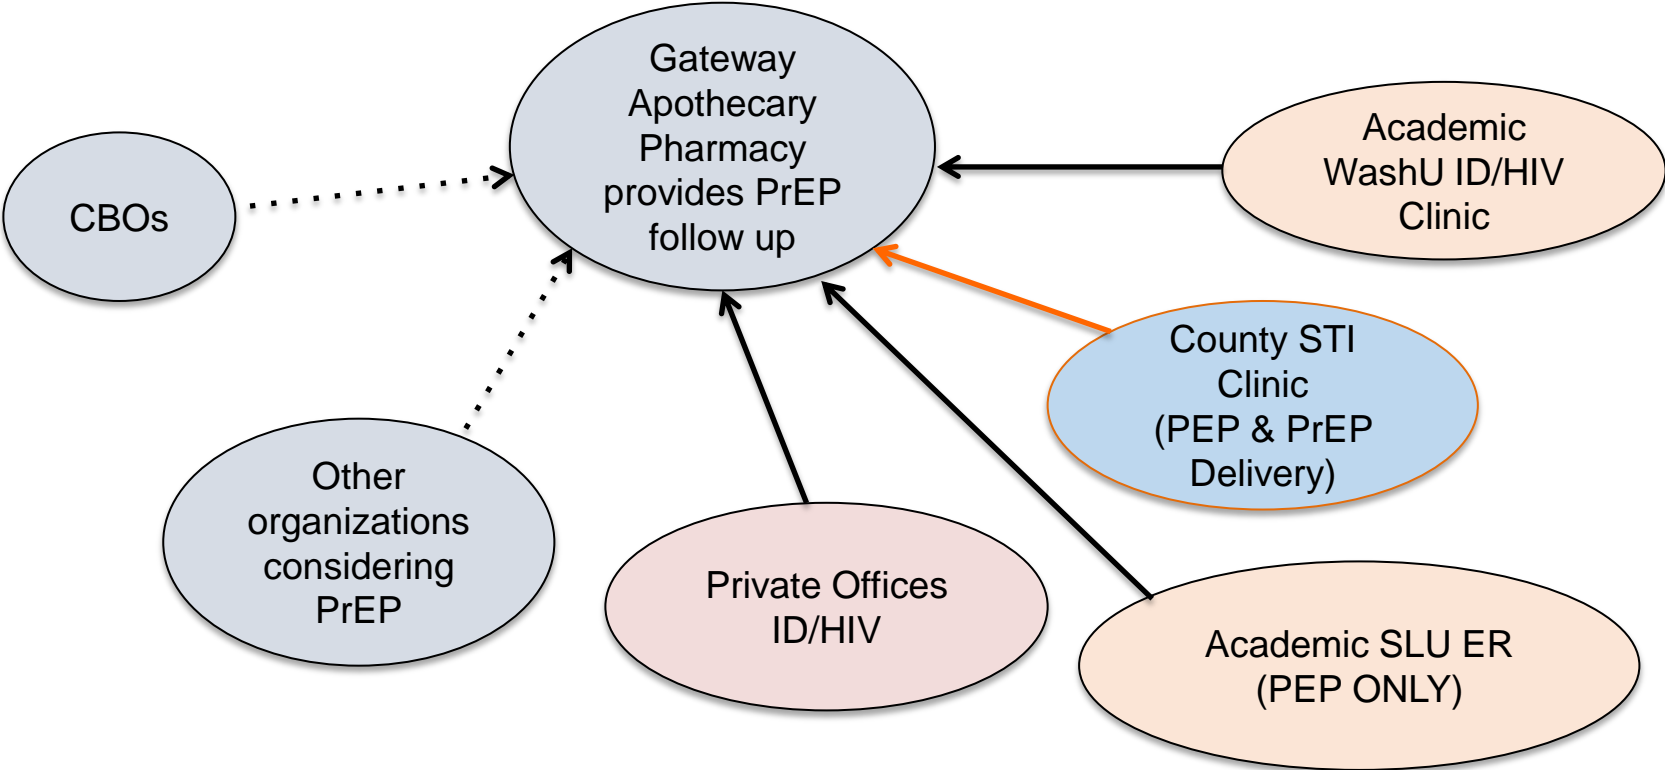 Gateway
Apothecary
Pharmacy
provides PrEP
follow up
Academic
WashU ID/HIV
Clinic
CBOs
County STI
Clinic
(PEP & PrEP
Delivery)
Other
organizations
considering
PrEP
Private Offices
ID/HIV
Academic SLU ER
(PEP ONLY)